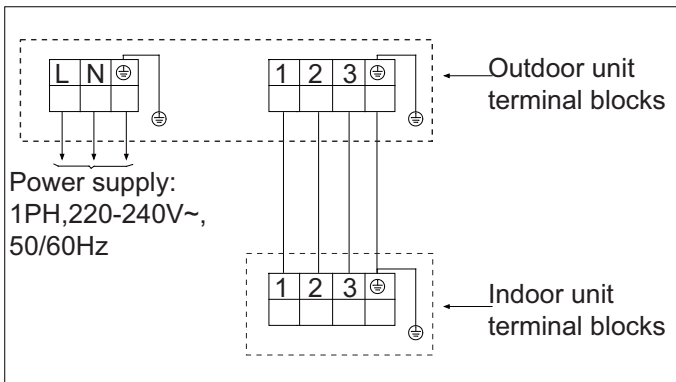 L N
1 2 3
Outdoor unit
terminal blocks
Power supply:
1PH,220-240V~,
50/60Hz
1 2 3
Indoor unit
terminal blocks